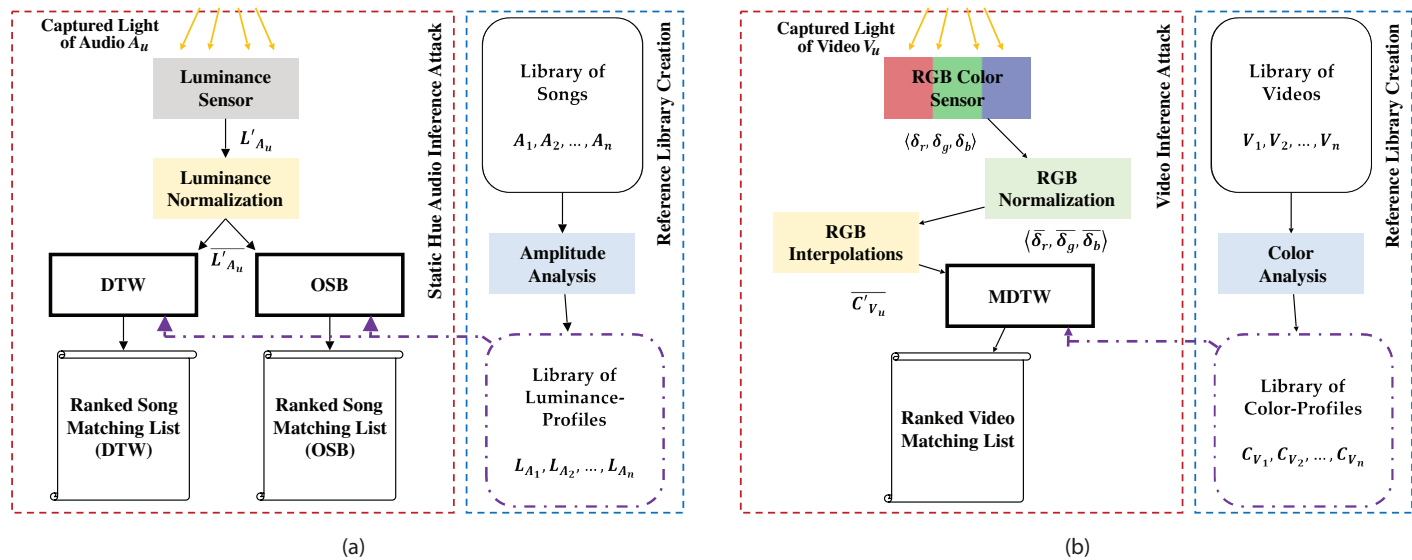 Captured Light
of Audio A_u
Luminance
Sensor
L'_{A_u}
Luminance
Normalization
\overline{L'_{A_u}}
DTW
OSB
Ranked Song
Matching List
(DTW)
Ranked Song
Matching List
(OSB)
Static Hue Audio Inference Attack
Library of
Songs
A_1, A_2, ..., A_n
Amplitude
Analysis
Library of
Luminance-
Profiles
L_{A_1}, L_{A_2}, ..., L_{A_n}
Reference Library Creation
(a)
Captured Light
of Video V_u
RGB Color
Sensor
⟨δ_r, δ_g, δ_b⟩
RGB
Normalization
⟨\overline{δ_r}, \overline{δ_g}, \overline{δ_b}⟩
RGB
Interpolations
\overline{C'_{V_u}}
MDTW
Ranked Video
Matching List
Video Inference Attack
Library of
Videos
V_1, V_2, ..., V_n
Color
Analysis
Library of
Color-Profiles
C_{V_1}, C_{V_2}, ..., C_{V_n}
Reference Library Creation
(b)